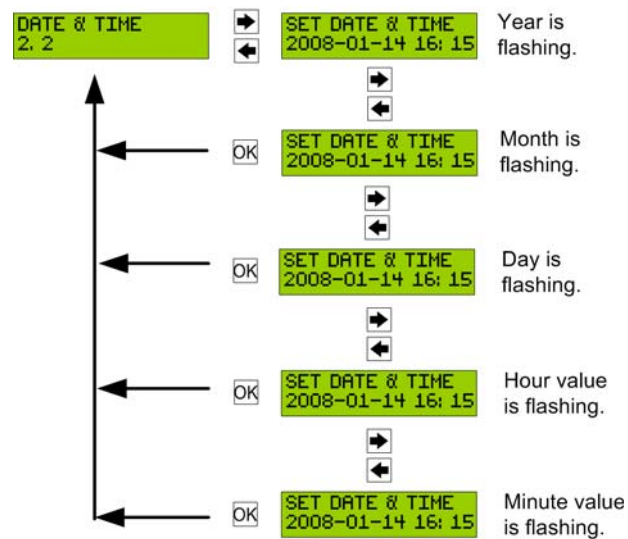 DATE & TIME
2. 2
SET DATE & TIME
2008-01-14 16: 15
Year is
flashing.
OK
SET DATE & TIME
2008-01-14 16: 15
Month is
flashing.
OK
SET DATE & TIME
2008-01-14 16: 15
Day is
flashing.
OK
SET DATE & TIME
2008-01-14 16: 15
Hour value
is flashing.
OK
SET DATE & TIME
2008-01-14 16: 15
Minute value
is flashing.